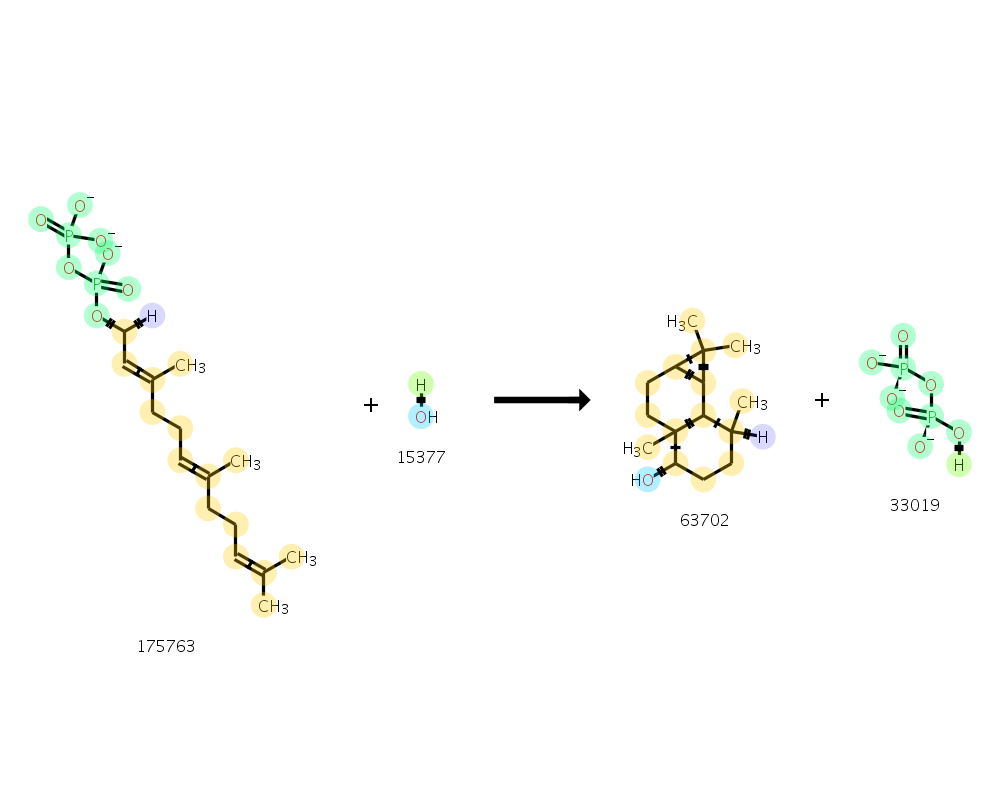 O⁻
O
P
O⁻
O⁻
O
P
O
O
H
CH₃
CH₃
CH₃
CH₃
175763
+
H
OH
15377
H₃C
CH₃
CH₃
H₃C
H
HO
63702
+
O
O⁻
P
O
O⁻
O
P
O
O⁻
H
33019